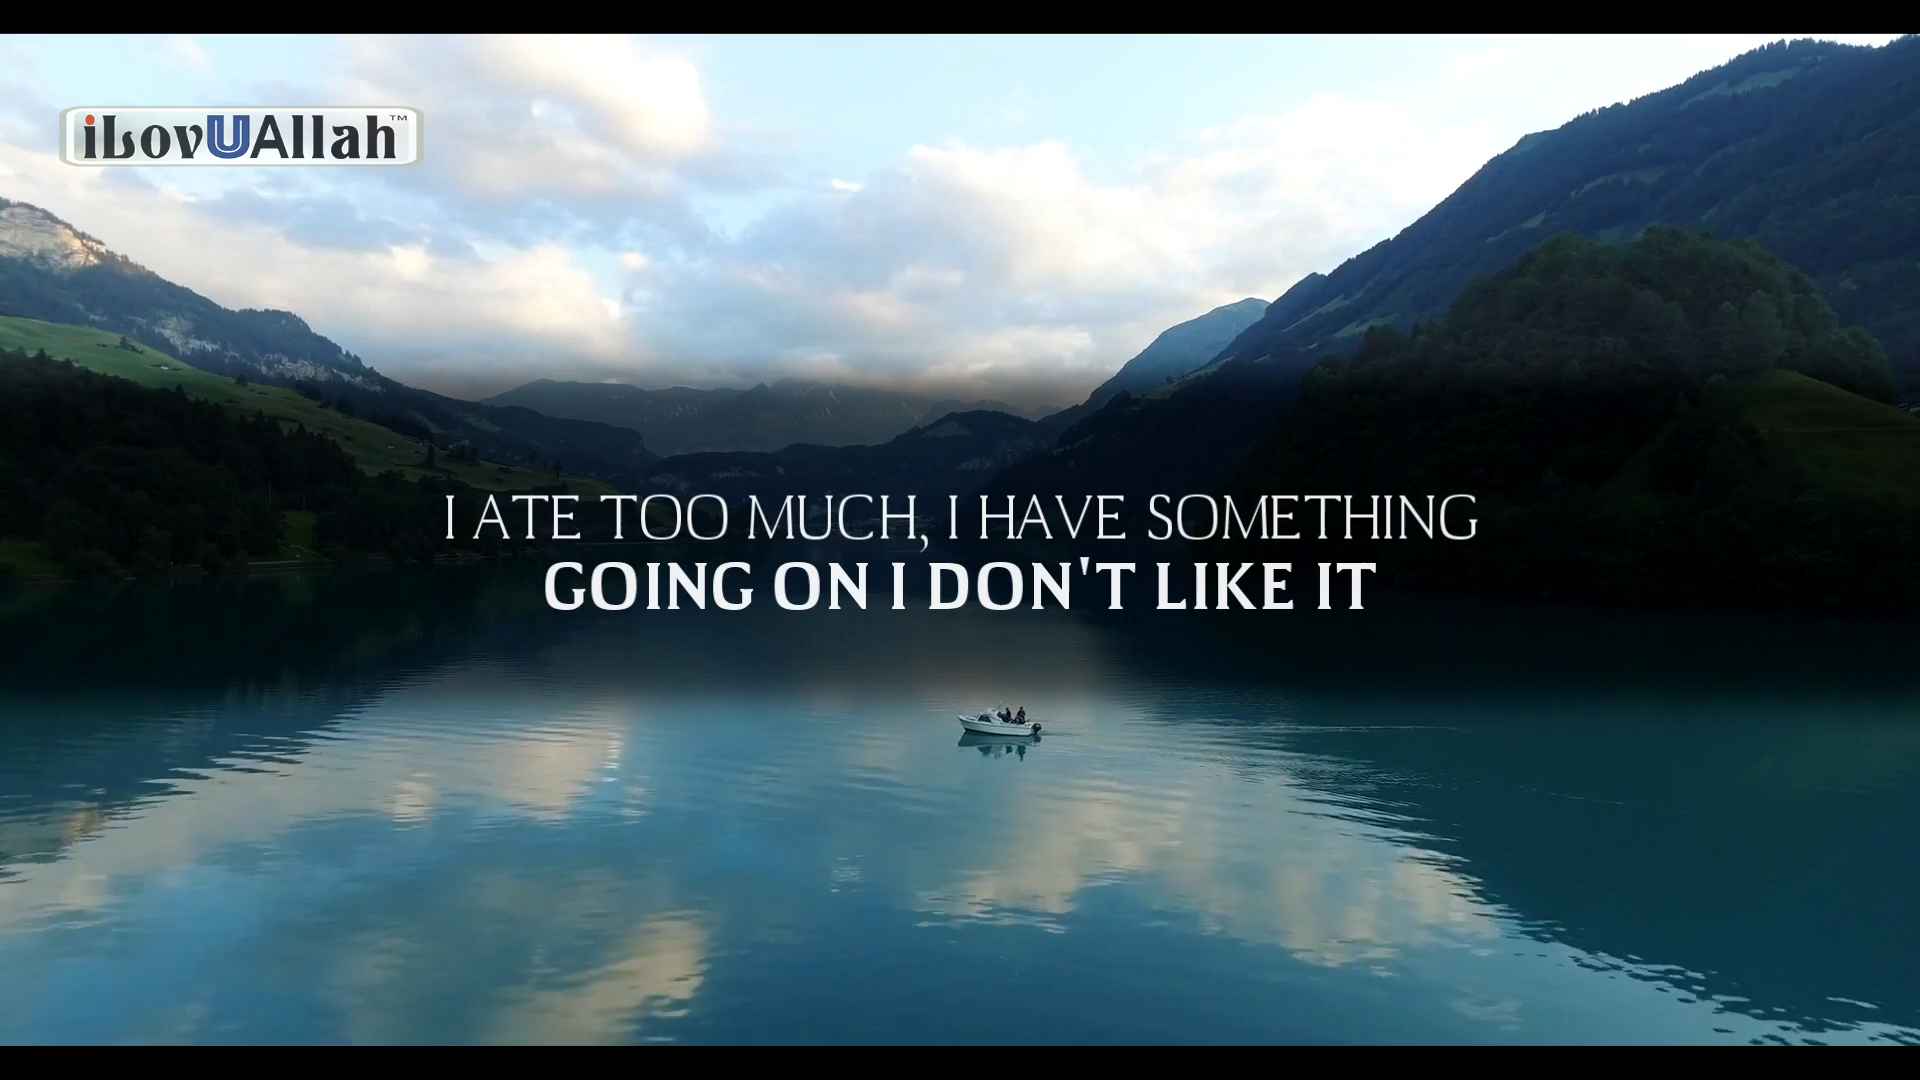 iLovUAllah™
I ATE TOO MUCH, I HAVE SOMETHING
GOING ON I DON'T LIKE IT